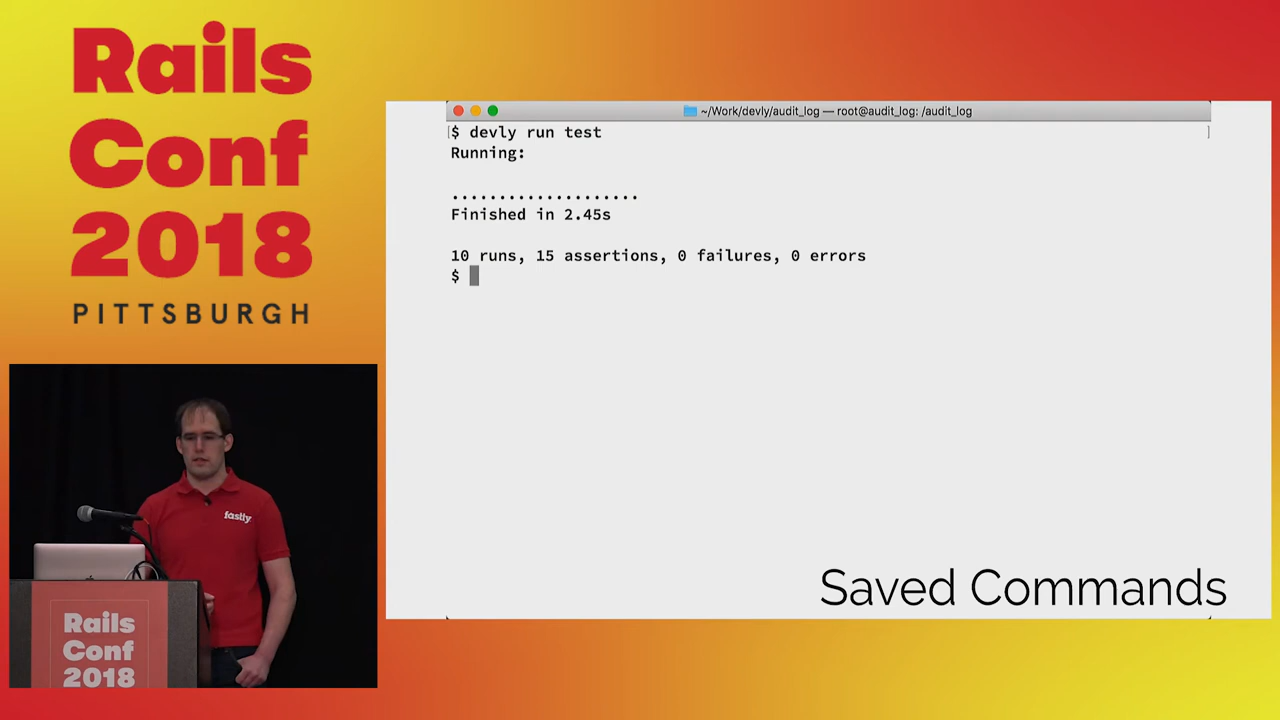 Rails
Conf
2018
PITTSBURGH
~/Work/devly/audit_log — root@audit_log: /audit_log
$ devly run test
Running:
....................
Finished in 2.45s
10 runs, 15 assertions, 0 failures, 0 errors
$
Saved Commands
fastly
Rails
Conf
2018